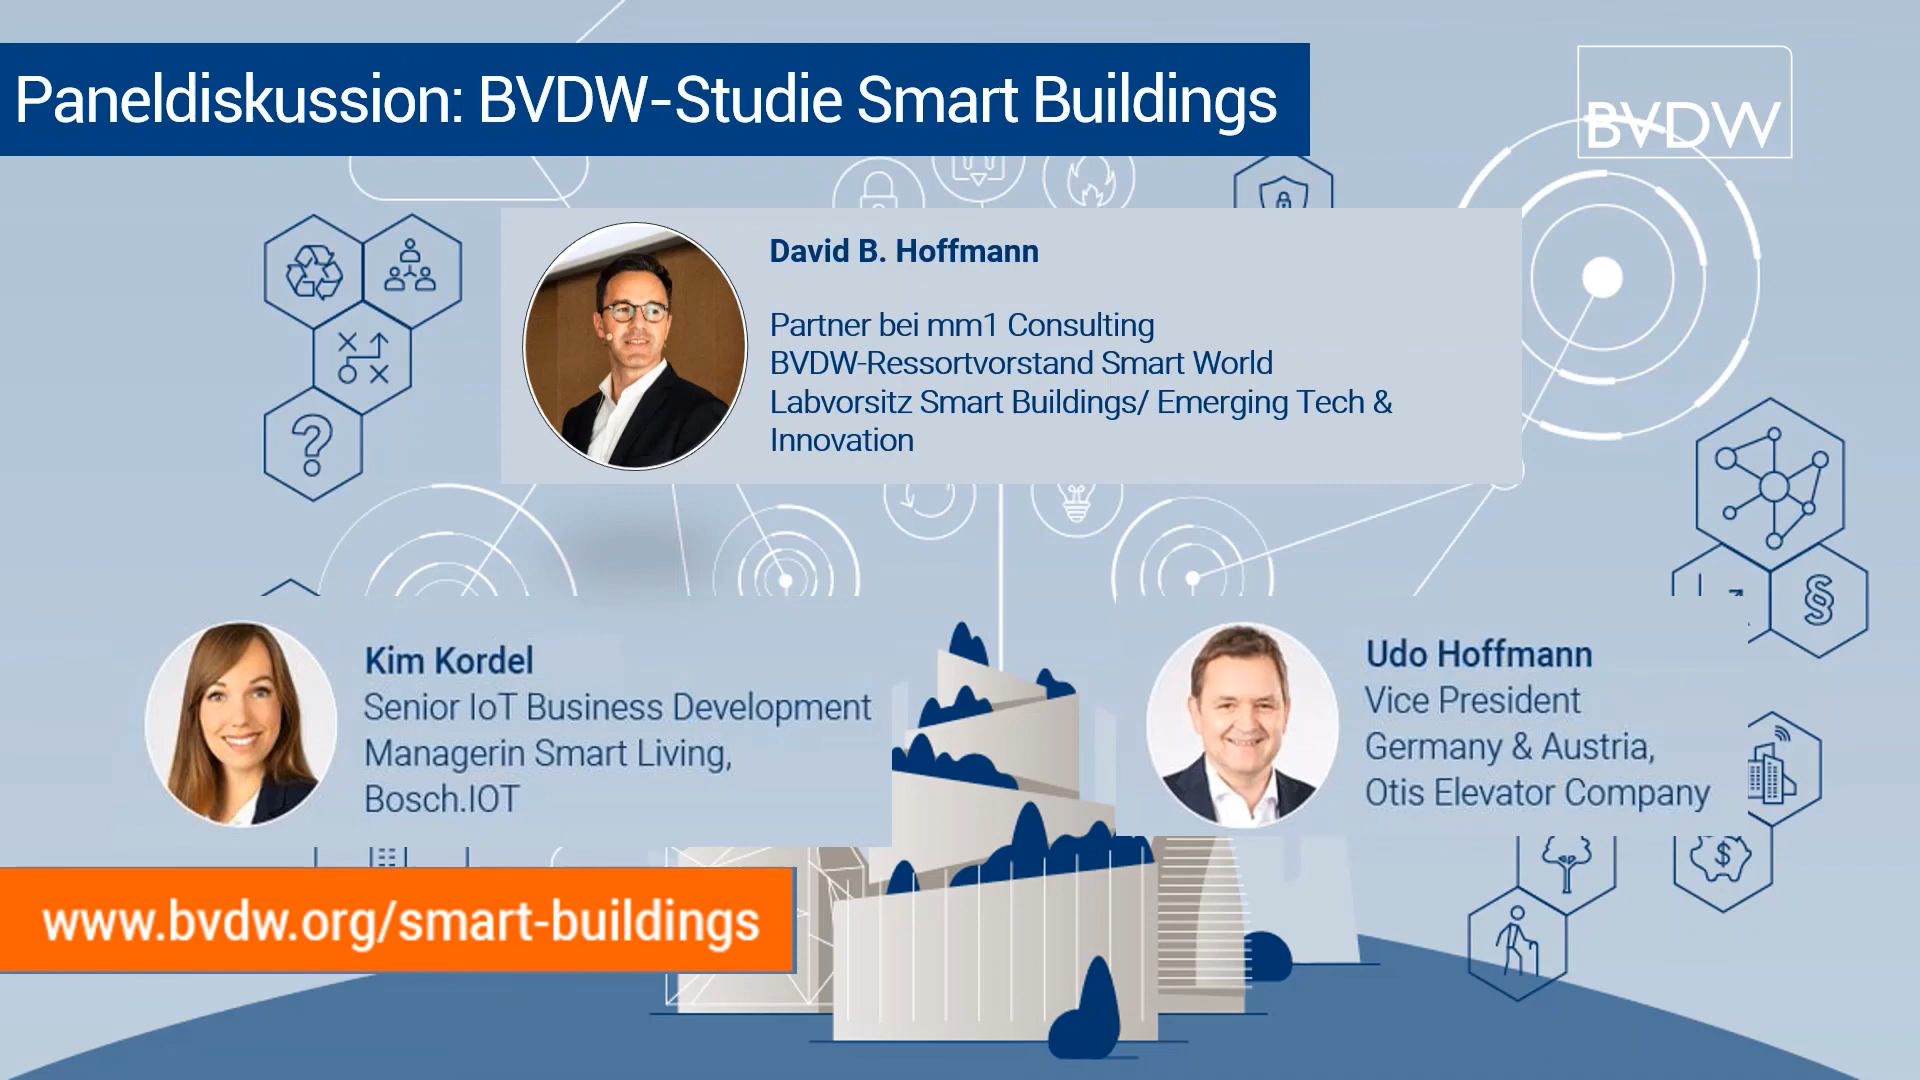 Paneldiskussion: BVDW-Studie Smart Buildings
BVDW
David B. Hoffmann
Partner bei mm1 Consulting
BVDW-Ressortvorstand Smart World
Labvorsitz Smart Buildings/ Emerging Tech &
Innovation
Kim Kordel
Senior IoT Business Development
Managerin Smart Living,
Bosch.IOT
Udo Hoffmann
Vice President
Germany & Austria,
Otis Elevator Company
www.bvdw.org/smart-buildings